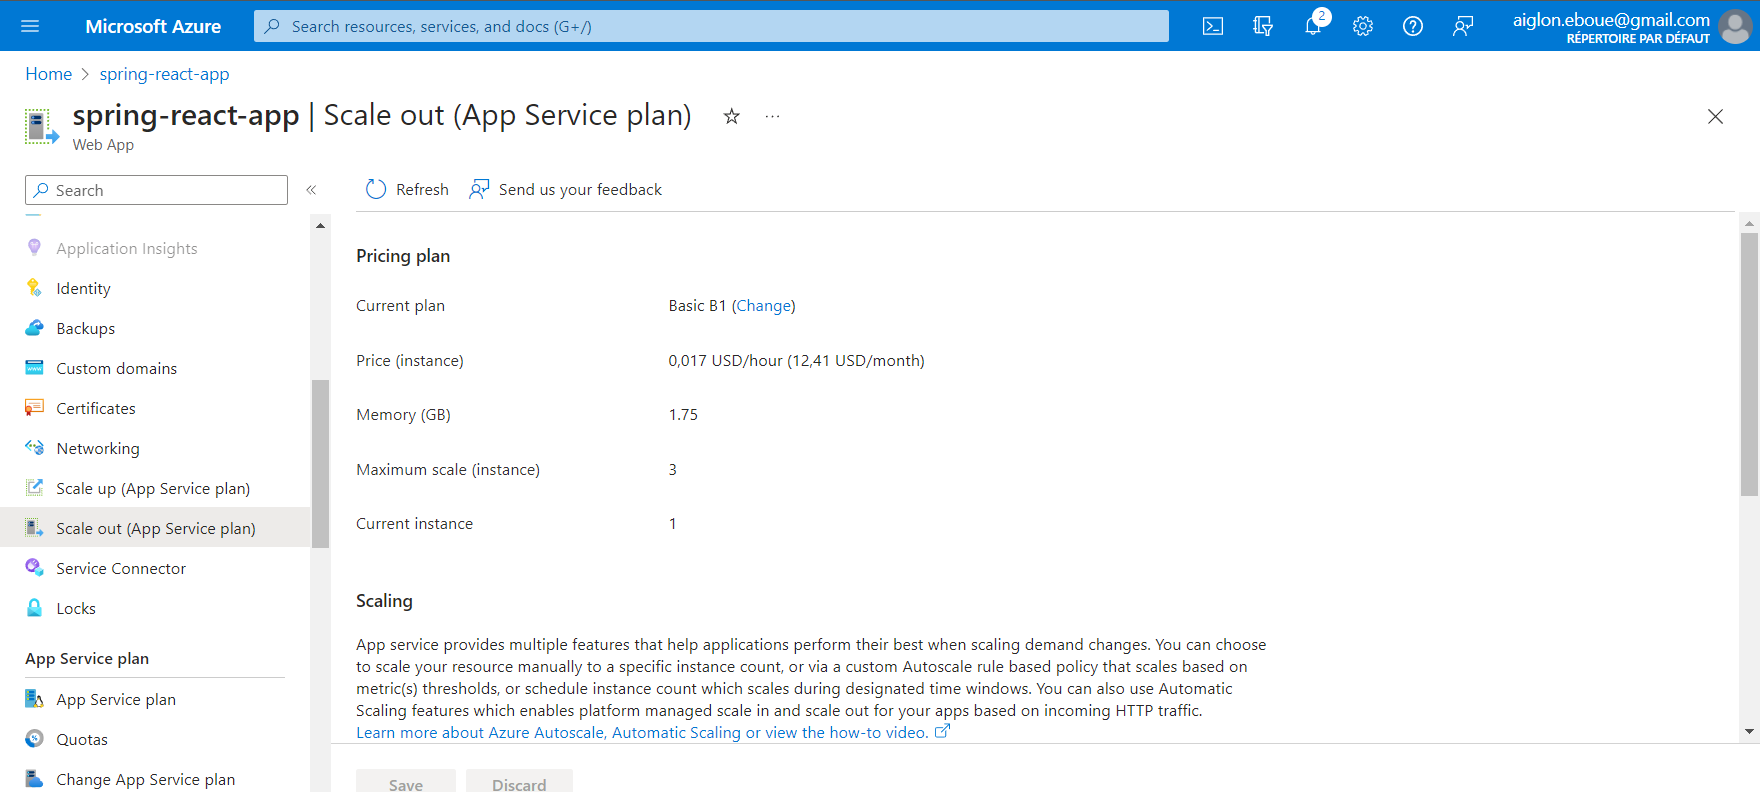 Microsoft Azure
Search resources, services, and docs (G+/)
2
aiglon.eboue@gmail.com
RÉPERTOIRE PAR DÉFAUT
Home > spring-react-app
spring-react-app | Scale out (App Service plan)
Web App
Search
Refresh
Send us your feedback
Application Insights
Identity
Backups
Custom domains
Certificates
Networking
Scale up (App Service plan)
Scale out (App Service plan)
Service Connector
Locks
App Service plan
App Service plan
Quotas
Change App Service plan
Pricing plan
Current plan Basic B1 (Change)
Price (instance) 0,017 USD/hour (12,41 USD/month)
Memory (GB) 1.75
Maximum scale (instance) 3
Current instance 1
Scaling
App service provides multiple features that help applications perform their best when scaling demand changes. You can choose
to scale your resource manually to a specific instance count, or via a custom Autoscale rule based policy that scales based on
metric(s) thresholds, or schedule instance count which scales during designated time windows. You can also use Automatic
Scaling features which enables platform managed scale in and scale out for your apps based on incoming HTTP traffic.
Learn more about Azure Autoscale, Automatic Scaling or view the how-to video.
Save
Discard